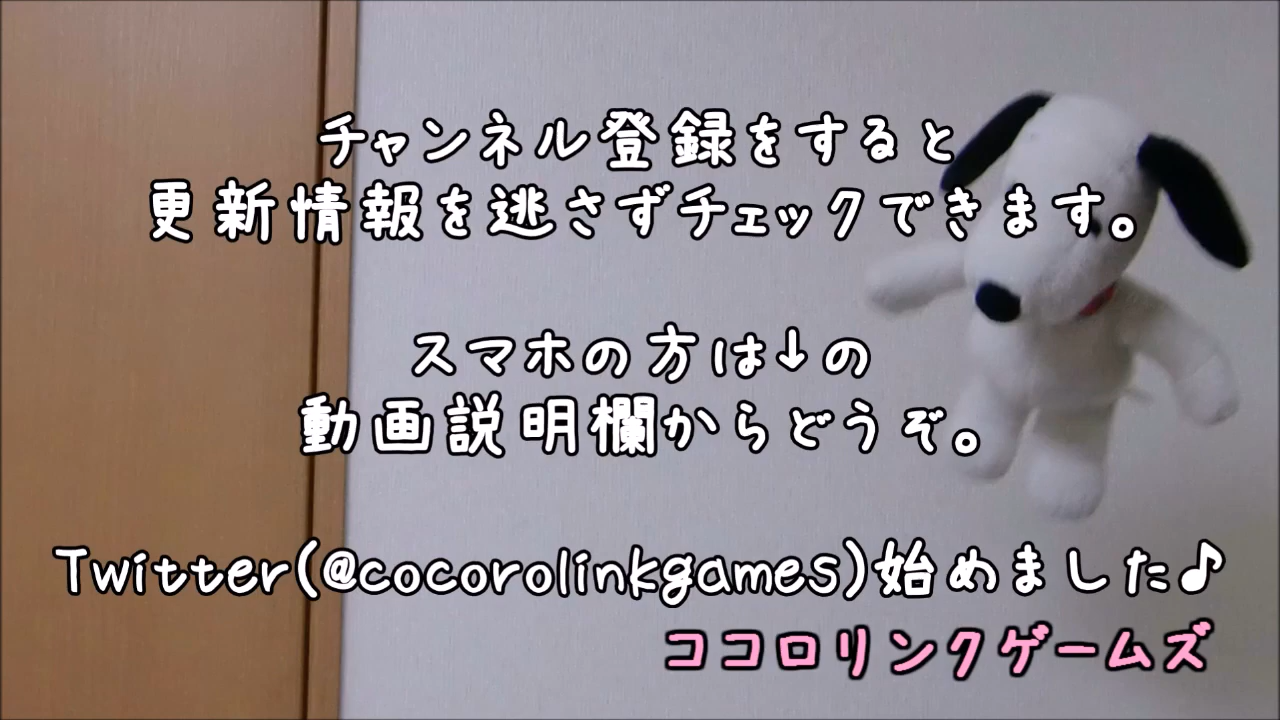 チャンネル登録をすると
更新情報を逃さずチェックできます。
スマホの方は↓の
動画説明欄からどうぞ。
Twitter(@cocorolinkgames)始めました♪
ココロリンクゲームズ